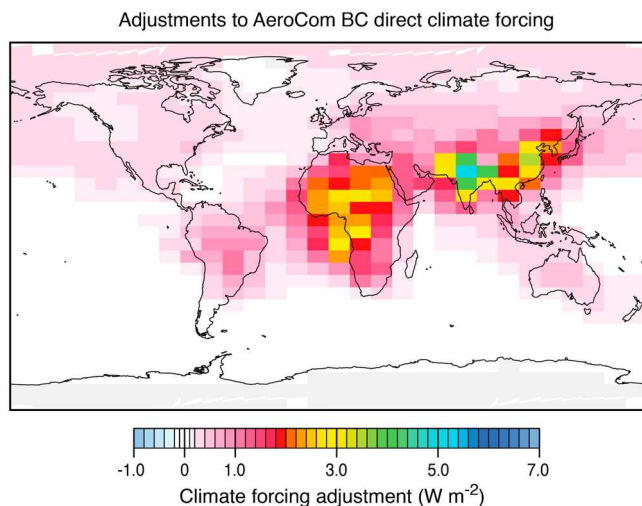 Adjustments to AeroCom BC direct climate forcing
-1.0 0 1.0 3.0 5.0 7.0
Climate forcing adjustment (W m⁻²)